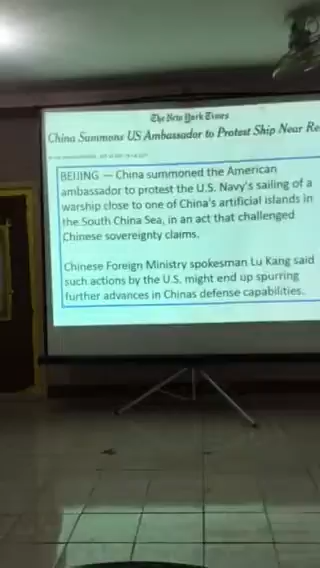 The New York Times
China Summons US Ambassador to Protest Ship Near Re
BEIJING — China summoned the American
ambassador to protest the U.S. Navy's sailing of a
warship close to one of China's artificial islands in
the South China Sea, in an act that challenged
Chinese sovereignty claims.
Chinese Foreign Ministry spokesman Lu Kang said
such actions by the U.S. might end up spurring
further advances in Chinas defense capabilities.